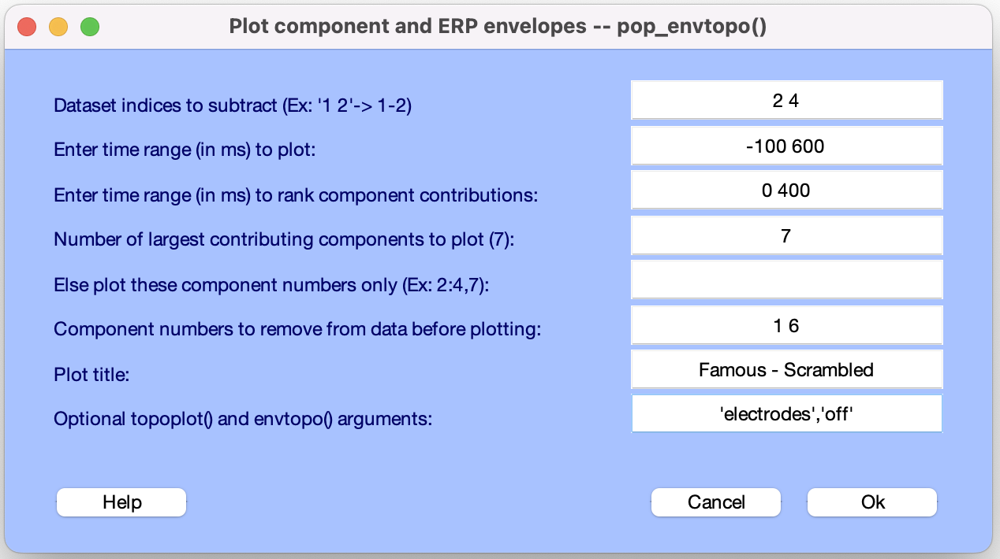 Plot component and ERP envelopes -- pop_envtopo()
Dataset indices to subtract (Ex: '1 2'-> 1-2)
2 4
Enter time range (in ms) to plot:
-100 600
Enter time range (in ms) to rank component contributions:
0 400
Number of largest contributing components to plot (7):
7
Else plot these component numbers only (Ex: 2:4,7):
Component numbers to remove from data before plotting:
1 6
Plot title:
Famous - Scrambled
Optional topoplot() and envtopo() arguments:
'electrodes','off'
Help
Cancel
Ok